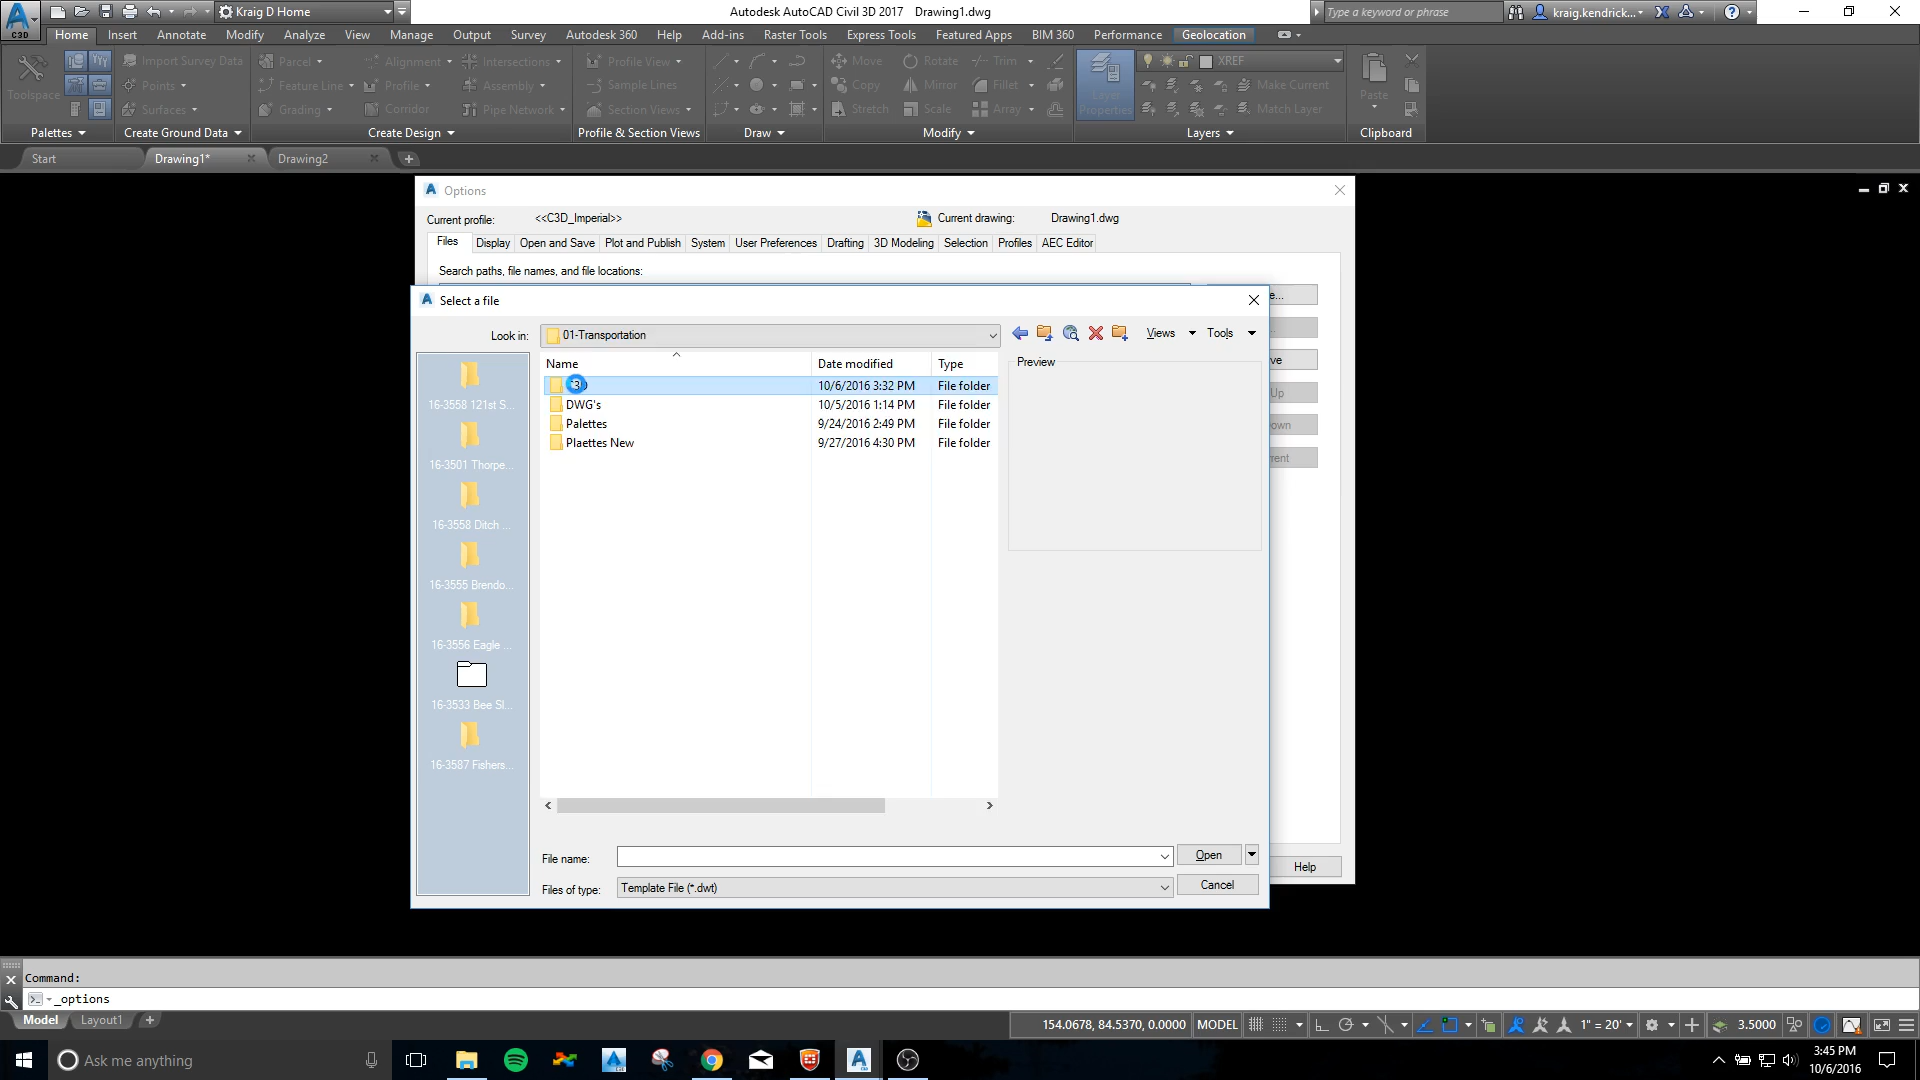 C3D
Kraig D Home
Autodesk AutoCAD Civil 3D 2017 Drawing1.dwg
Type a keyword or phrase
kraig.kendrick...
Home Insert Annotate Modify Analyze View Manage Output Survey Autodesk 360 Help Add-ins Raster Tools Express Tools Featured Apps BIM 360 Performance Geolocation
Import Survey Data Parcel Alignment Intersections Profile View Move Rotate Trim XREF
Toolspace Points Feature Line Profile Assembly Sample Lines Copy Mirror Fillet Layer Properties Make Current Paste
Surfaces Grading Corridor Pipe Network Section Views Stretch Scale Array Match Layer
Palettes Create Ground Data Create Design Profile & Section Views Draw Modify Layers Clipboard
Start Drawing1* Drawing2
Options
Current profile: <<C3D_Imperial>> Current drawing: Drawing1.dwg
Files Display Open and Save Plot and Publish System User Preferences Drafting 3D Modeling Selection Profiles AEC Editor
Search paths, file names, and file locations:
Select a file
Look in: 01-Transportation Views Tools
Name Date modified Type Preview
10/6/2016 3:32 PM File folder
DWG's 10/5/2016 1:14 PM File folder
Palettes 9/24/2016 2:49 PM File folder
Plaettes New 9/27/2016 4:30 PM File folder
16-3558 121st S...
16-3501 Thorpe...
16-3558 Ditch ...
16-3555 Brendo...
16-3556 Eagle ...
16-3533 Bee Sl...
16-3587 Fishers...
File name: Open
Files of type: Template File (*.dwt) Cancel
Help
Command:
_options
Model Layout1
154.0678, 84.5370, 0.0000 MODEL 1" = 20' 3.5000
Ask me anything
3:45 PM
10/6/2016